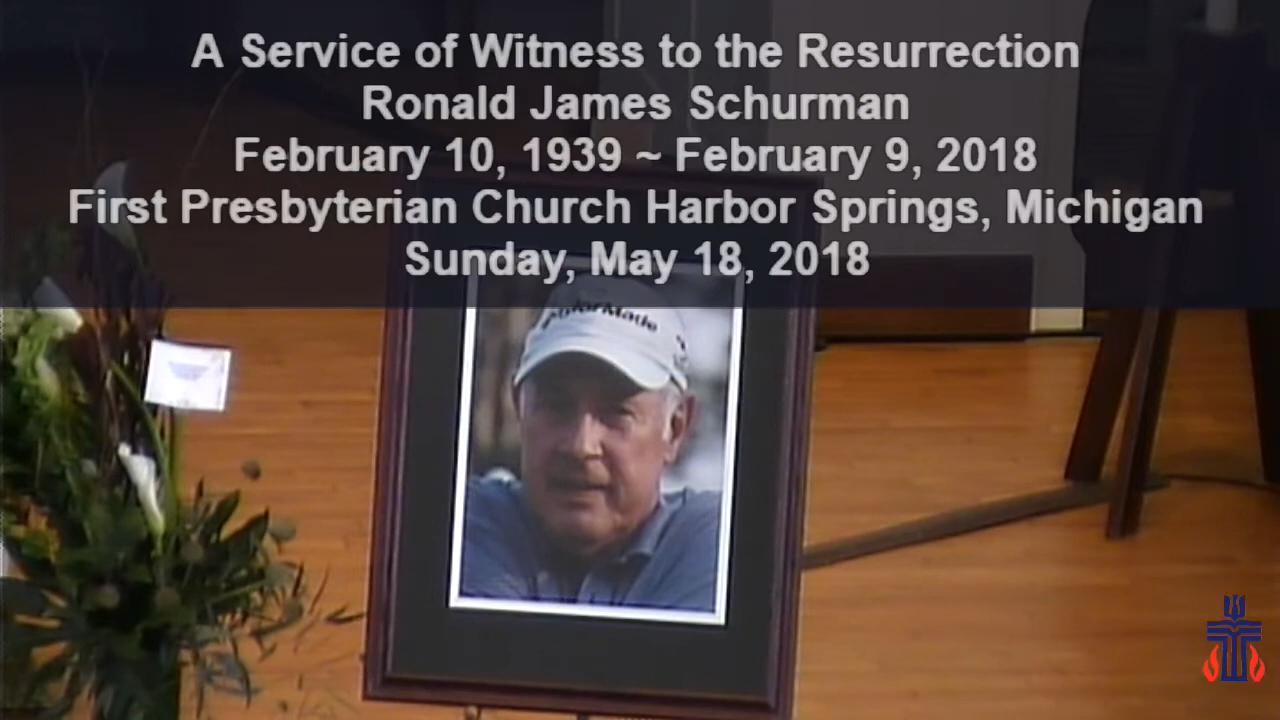 A Service of Witness to the Resurrection
Ronald James Schurman
February 10, 1939 ~ February 9, 2018
First Presbyterian Church Harbor Springs, Michigan
Sunday, May 18, 2018
TaylorMade